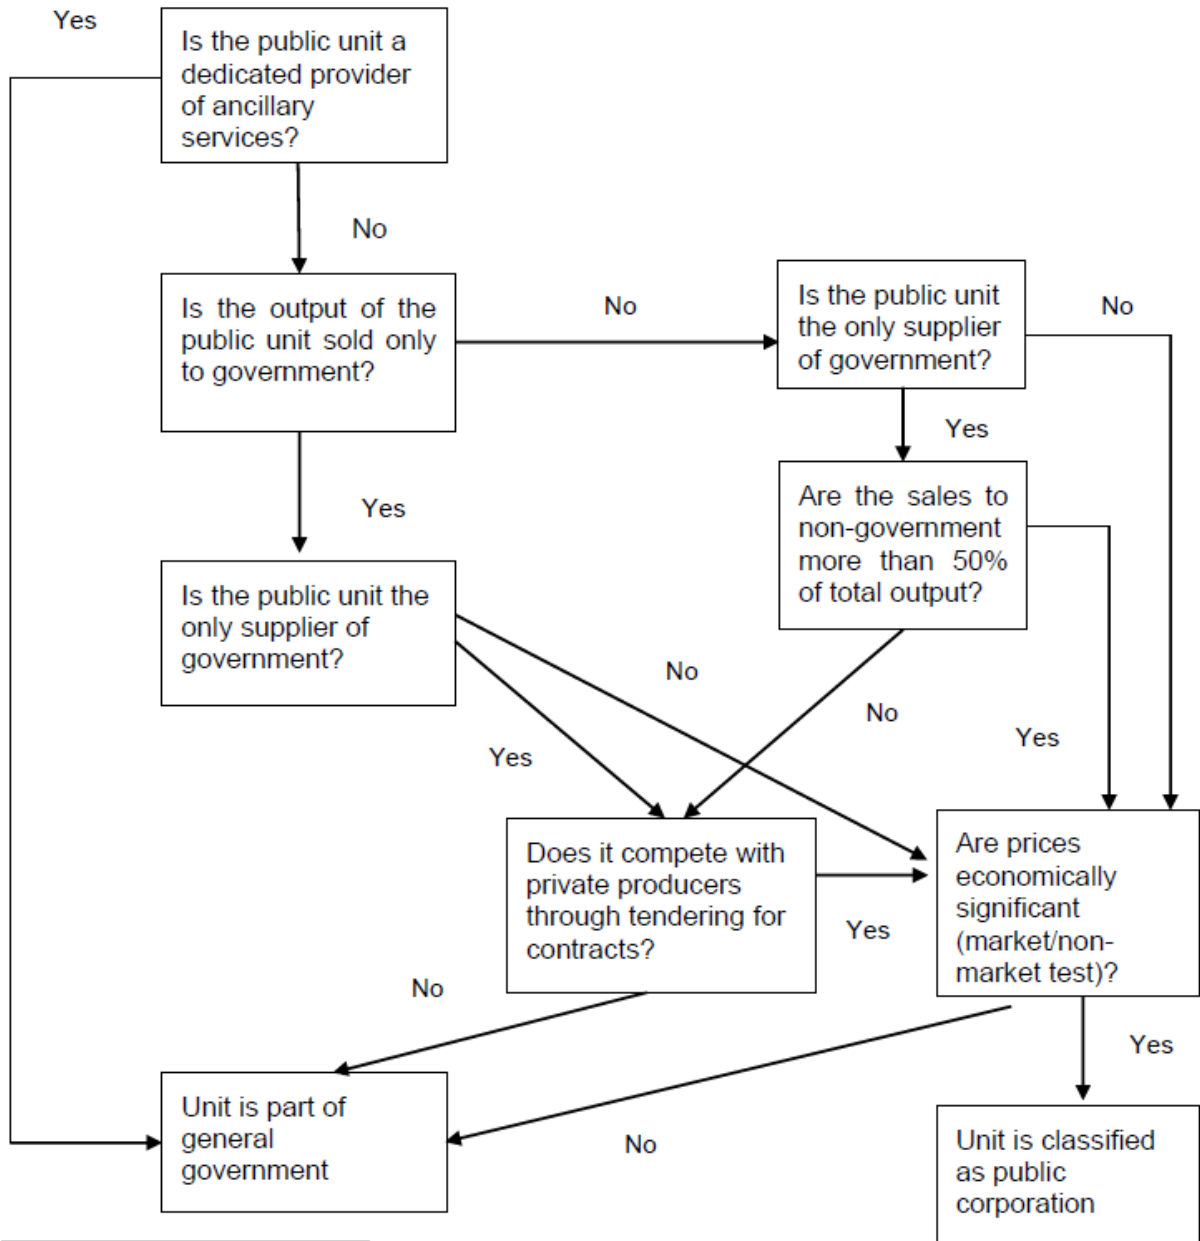 Yes
Is the public unit a
dedicated provider
of ancillary
services?
No
Is the output of the
public unit sold only
to government?
No
Is the public unit
the only supplier
of government?
No
Yes
Are the sales to
non-government
more than 50%
of total output?
Yes
Is the public unit the
only supplier of
government?
No
No
Yes
Yes
Does it compete with
private producers
through tendering for
contracts?
Yes
Are prices
economically
significant
(market/non-
market test)?
No
Yes
Unit is part of
general
government
No
Unit is classified
as public
corporation